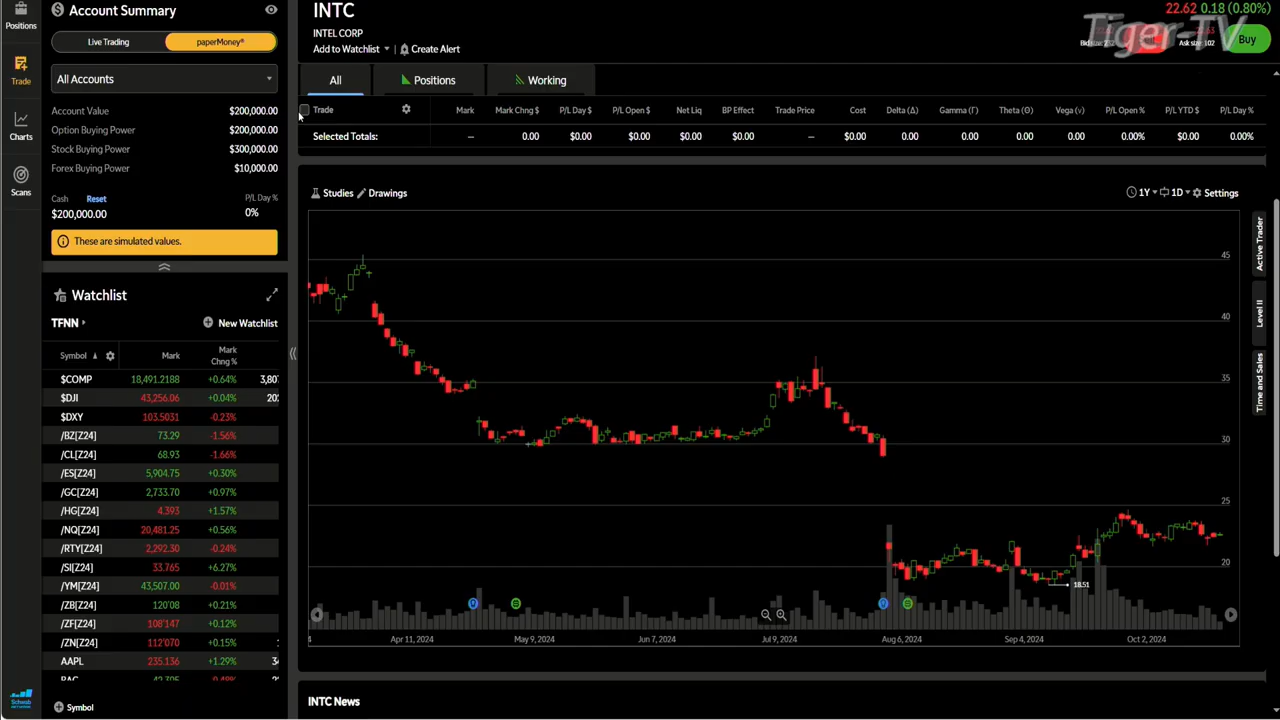 Positions
Trade
Charts
Scans
Account Summary
Live Trading
paperMoney®
All Accounts
Account Value $200,000.00
Option Buying Power $200,000.00
Stock Buying Power $300,000.00
Forex Buying Power $10,000.00
Cash Reset P/L Day %
$200,000.00 0%
These are simulated values.
Watchlist
TFNN New Watchlist
Symbol Mark Mark Chng %
$COMP 18,491.2188 +0.64%
$DJI 43,256.06 +0.04%
$DXY 103.5031 -0.23%
/BZ[Z24] 73.29 -1.56%
/CL[Z24] 68.93 -1.66%
/ES[Z24] 5,904.75 +0.30%
/GC[Z24] 2,733.70 +0.97%
/HG[Z24] 4.393 +1.57%
/NQ[Z24] 20,481.25 +0.56%
/RTY[Z24] 2,292.30 -0.24%
/SI[Z24] 33.765 +6.27%
/YM[Z24] 43,507.00 -0.01%
/ZB[Z24] 120'08 +0.21%
/ZF[Z24] 108'147 +0.12%
/ZN[Z24] 112'070 +0.15%
AAPL 235.136 +1.29%
Symbol
Schwab
NETWORK
INTC
INTEL CORP
Add to Watchlist Create Alert
22.62 0.18 (0.80%)
Tiger-TV
Ask size: 102
Buy
All Positions Working
Trade Mark Mark Chng $ P/L Day $ P/L Open $ Net Liq BP Effect Trade Price Cost Delta (Δ) Gamma (Γ) Theta (Θ) Vega (ν) P/L Open % P/L YTD $ P/L Day %
Selected Totals: — 0.00 $0.00 $0.00 $0.00 $0.00 — $0.00 0.00 0.00 0.00 0.00 0.00% $0.00 0.00%
Studies Drawings
1Y 1D Settings
45
40
35
30
25
20
18.51
Apr 11, 2024 May 9, 2024 Jun 7, 2024 Jul 9, 2024 Aug 6, 2024 Sep 4, 2024 Oct 2, 2024
Active Trader
Level II
Time and Sales
INTC News